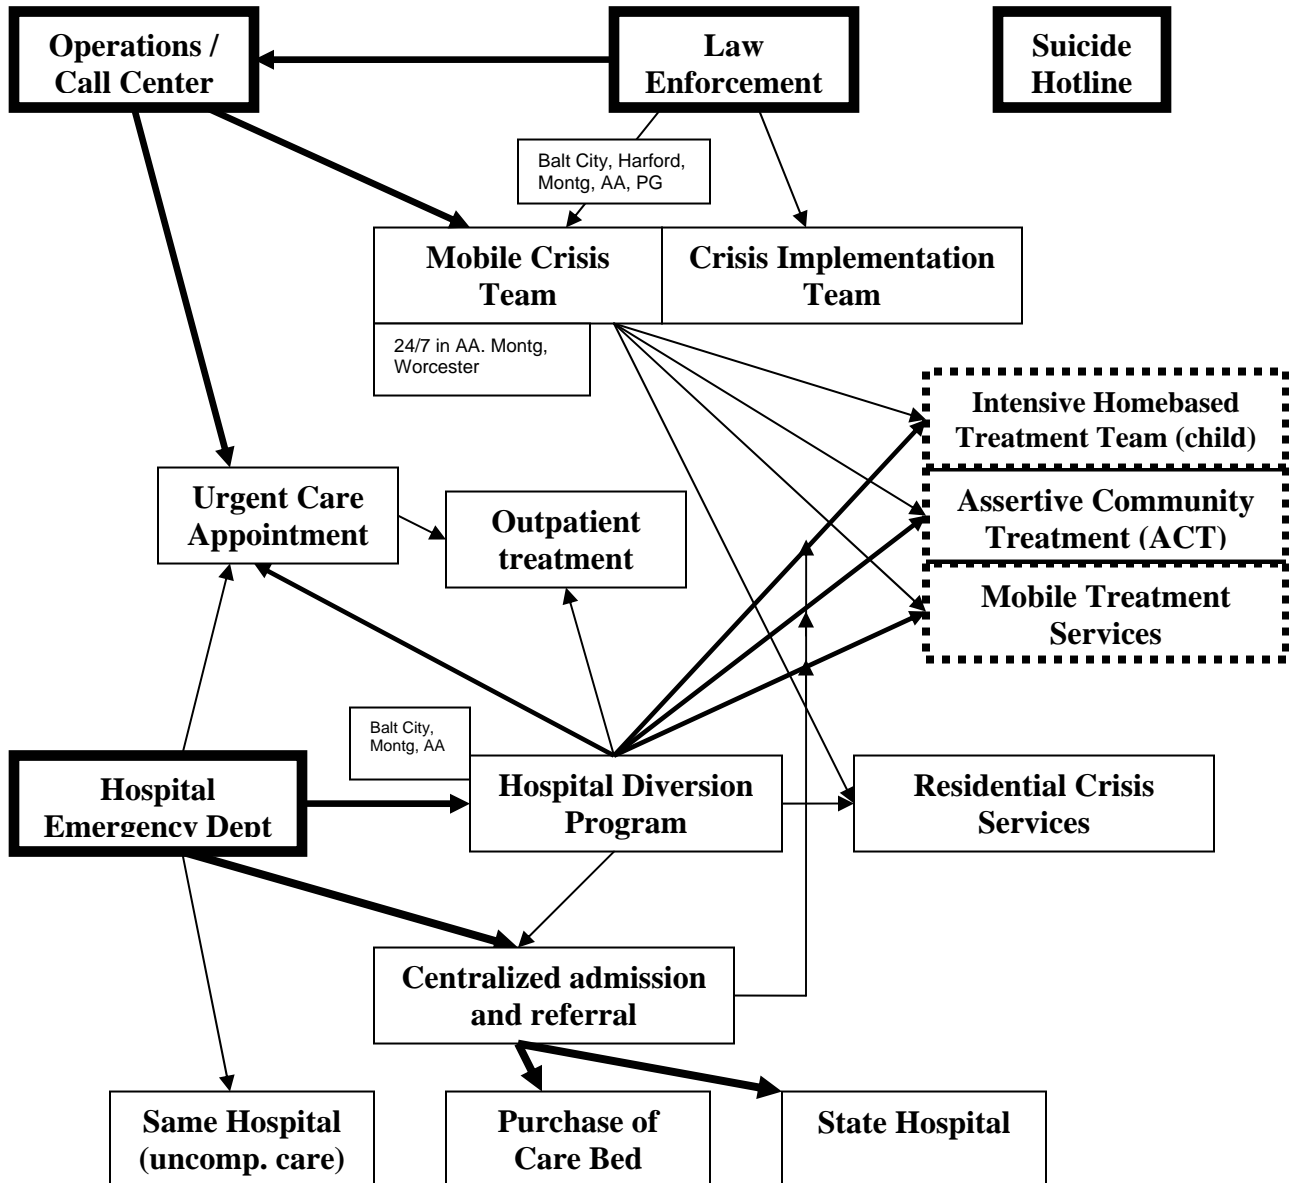 Operations /
Call Center
Law
Enforcement
Suicide
Hotline
Balt City, Harford,
Montg, AA, PG
Mobile Crisis
Team
Crisis Implementation
Team
24/7 in AA. Montg,
Worcester
Intensive Homebased
Treatment Team (child)
Assertive Community
Treatment (ACT)
Mobile Treatment
Services
Urgent Care
Appointment
Outpatient
treatment
Balt City,
Montg, AA
Hospital
Emergency Dept
Hospital Diversion
Program
Residential Crisis
Services
Centralized admission
and referral
Same Hospital
(uncomp. care)
Purchase of
Care Bed
State Hospital